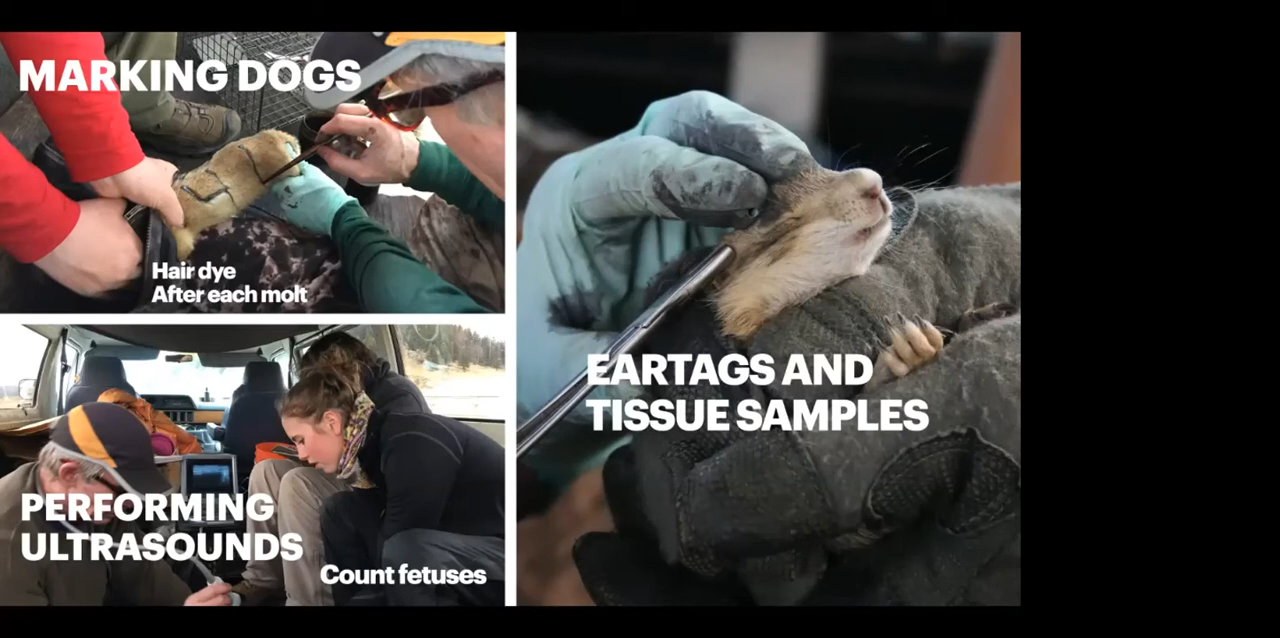 MARKING DOGS
Hair dye
After each molt
PERFORMING
ULTRASOUNDS
Count fetuses
EARTAGS AND
TISSUE SAMPLES